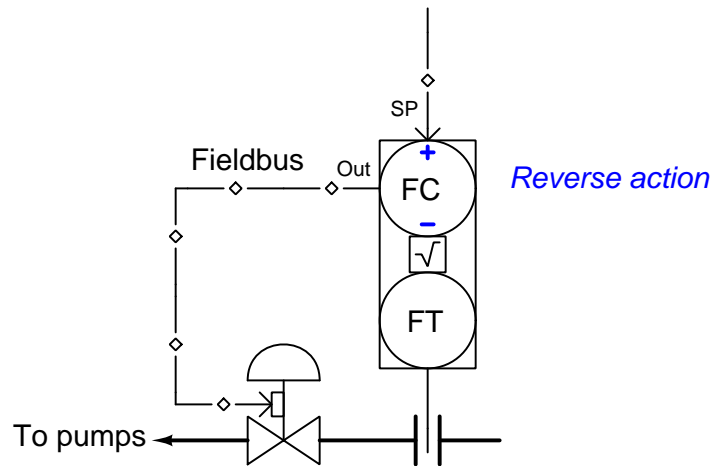 SP
Fieldbus
Out
+
FC
Reverse action
−
√
FT
To pumps